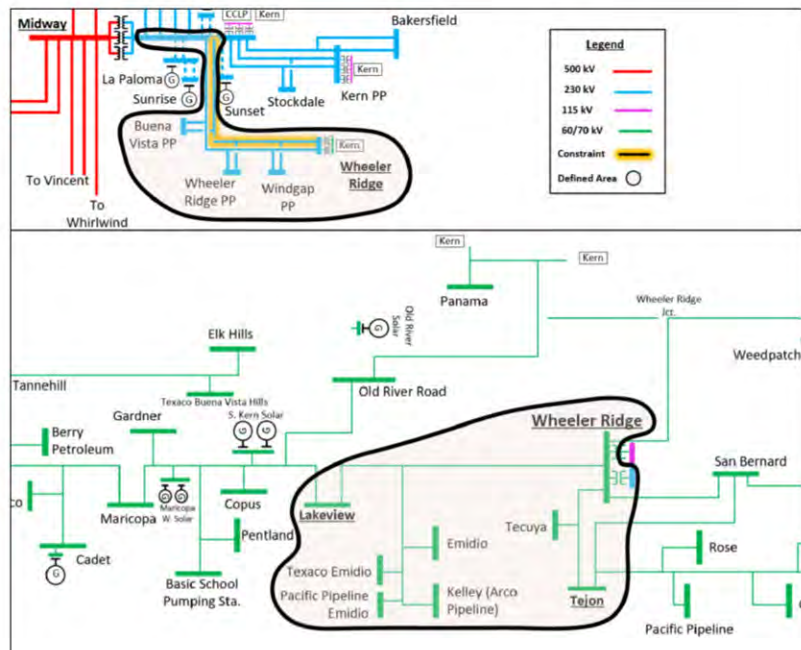 CCLP
Kern
Bakersfield
Midway
La Paloma
G
Sunrise
G
G
Sunset
Stockdale
Kern
Kern PP
Buena
Vista PP
Kern
Wheeler
Ridge PP
Windgap
PP
Wheeler
Ridge
To Vincent
To
Whirlwind
Legend
500 kV
230 kV
115 kV
60/70 kV
Constraint
Defined Area
Kern
Kern
Panama
Wheeler Ridge
Jct.
Weedpatch
Old River
Solar
G
Elk Hills
Tannehill
Texaco Buena Vista Hills
Old River Road
Gardner
S. Kern Solar
G
G
Berry
Petroleum
Wheeler Ridge
San Bernard
co
Maricopa
G
G
Maricopa
W. Solar
Copus
Lakeview
Pentland
Cadet
G
Basic School
Pumping Sta.
Emidio
Tecuya
Texaco Emidio
Pacific Pipeline
Emidio
Kelley (Arco
Pipeline)
Tejon
Rose
Pacific Pipeline